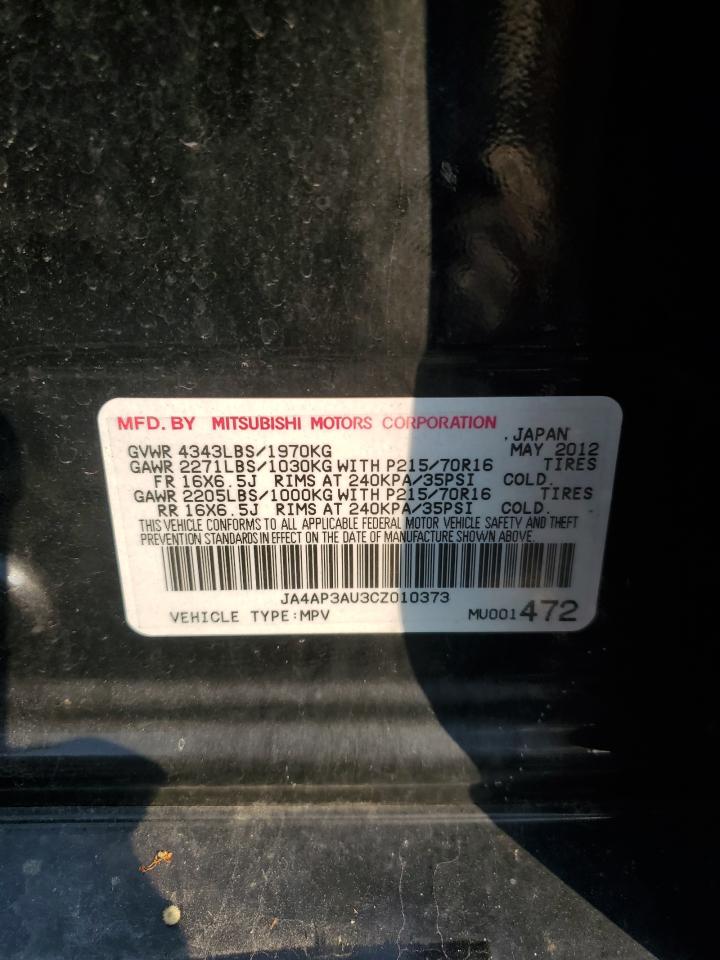 MFD. BY MITSUBISHI MOTORS CORPORATION
, JAPAN
GVWR 4343LBS/1970KG MAY 2012
GAWR 2271LBS/1030KG WITH P215/70R16 TIRES
FR 16X6.5J RIMS AT 240KPA/35PSI COLD.
GAWR 2205LBS/1000KG WITH P215/70R16 TIRES
RR 16X6.5J RIMS AT 240KPA/35PSI COLD.
THIS VEHICLE CONFORMS TO ALL APPLICABLE FEDERAL MOTOR VEHICLE SAFETY AND THEFT
PREVENTION STANDARDS IN EFFECT ON THE DATE OF MANUFACTURE SHOWN ABOVE.
JA4AP3AU3CZ010373
VEHICLE TYPE:MPV MU001472